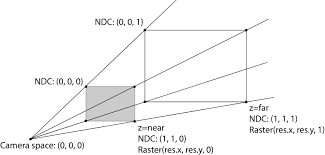 NDC: (0, 0, 1)
NDC: (0, 0, 0)
z=far
NDC: (1, 1, 1)
Raster(res.x, res.y, 1)
z=near
NDC: (1, 1, 0)
Raster(res.x, res.y, 0)
Camera space: (0, 0, 0)